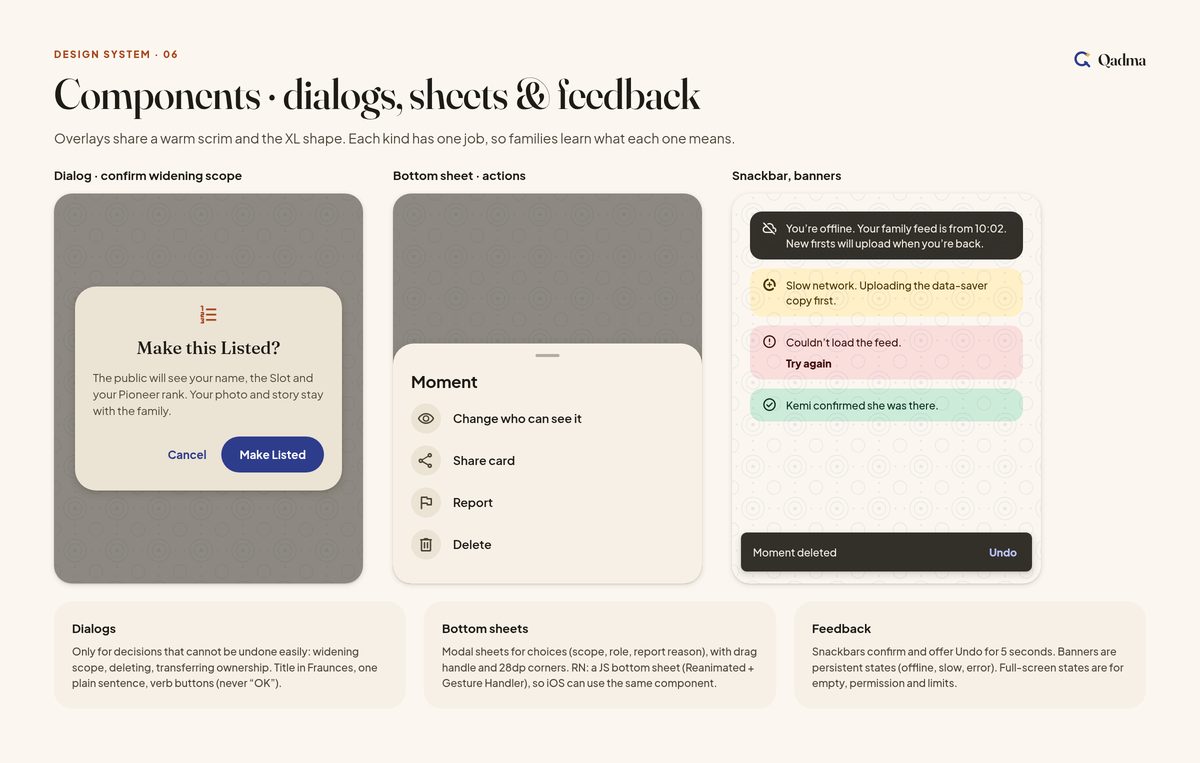 DESIGN SYSTEM · 06
Qadma
Components · dialogs, sheets & feedback
Overlays share a warm scrim and the XL shape. Each kind has one job, so families learn what each one means.
Dialog · confirm widening scope
Make this Listed?
The public will see your name, the Slot and
your Pioneer rank. Your photo and story stay
with the family.
Cancel
Make Listed
Bottom sheet · actions
Moment
Change who can see it
Share card
Report
Delete
Snackbar, banners
You’re offline. Your family feed is from 10:02.
New firsts will upload when you’re back.
Slow network. Uploading the data-saver
copy first.
Couldn’t load the feed.
Try again
Kemi confirmed she was there.
Moment deleted
Undo
Dialogs
Only for decisions that cannot be undone easily: widening
scope, deleting, transferring ownership. Title in Fraunces, one
plain sentence, verb buttons (never “OK”).
Bottom sheets
Modal sheets for choices (scope, role, report reason), with drag
handle and 28dp corners. RN: a JS bottom sheet (Reanimated +
Gesture Handler), so iOS can use the same component.
Feedback
Snackbars confirm and offer Undo for 5 seconds. Banners are
persistent states (offline, slow, error). Full-screen states are for
empty, permission and limits.